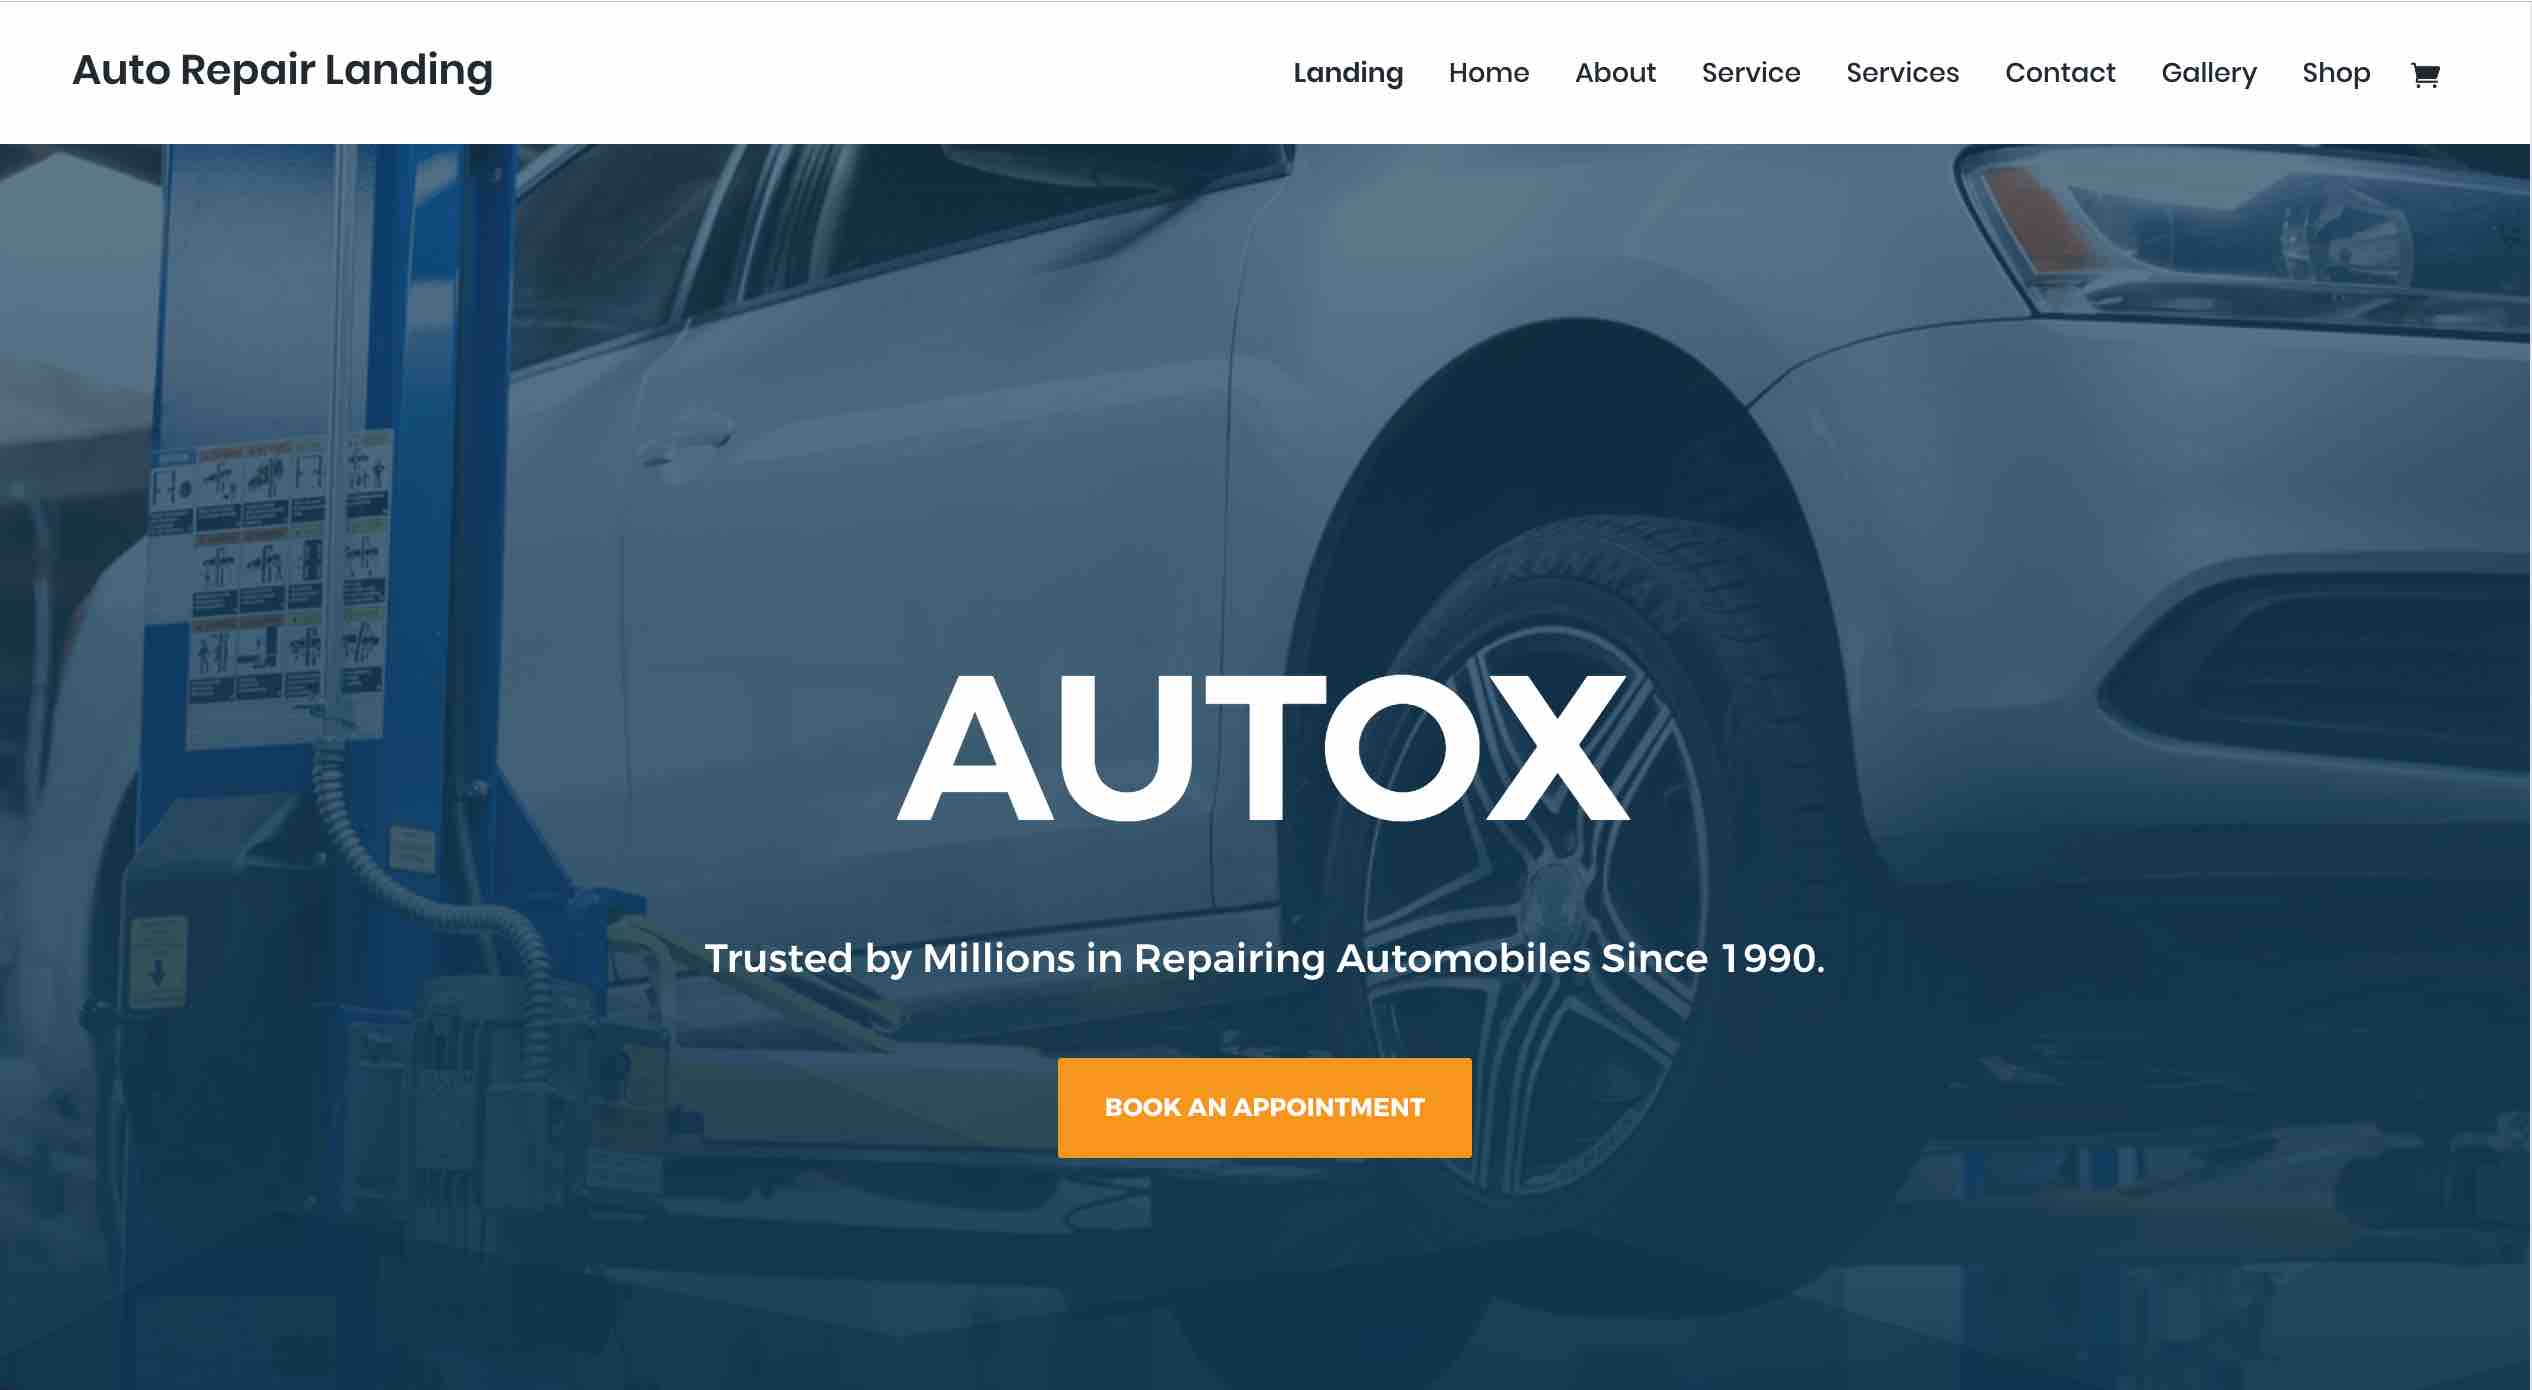 Auto Repair Landing
Landing Home About Service Services Contact Gallery Shop
IRONMAN
AUTOX
Trusted by Millions in Repairing Automobiles Since 1990.
BOOK AN APPOINTMENT